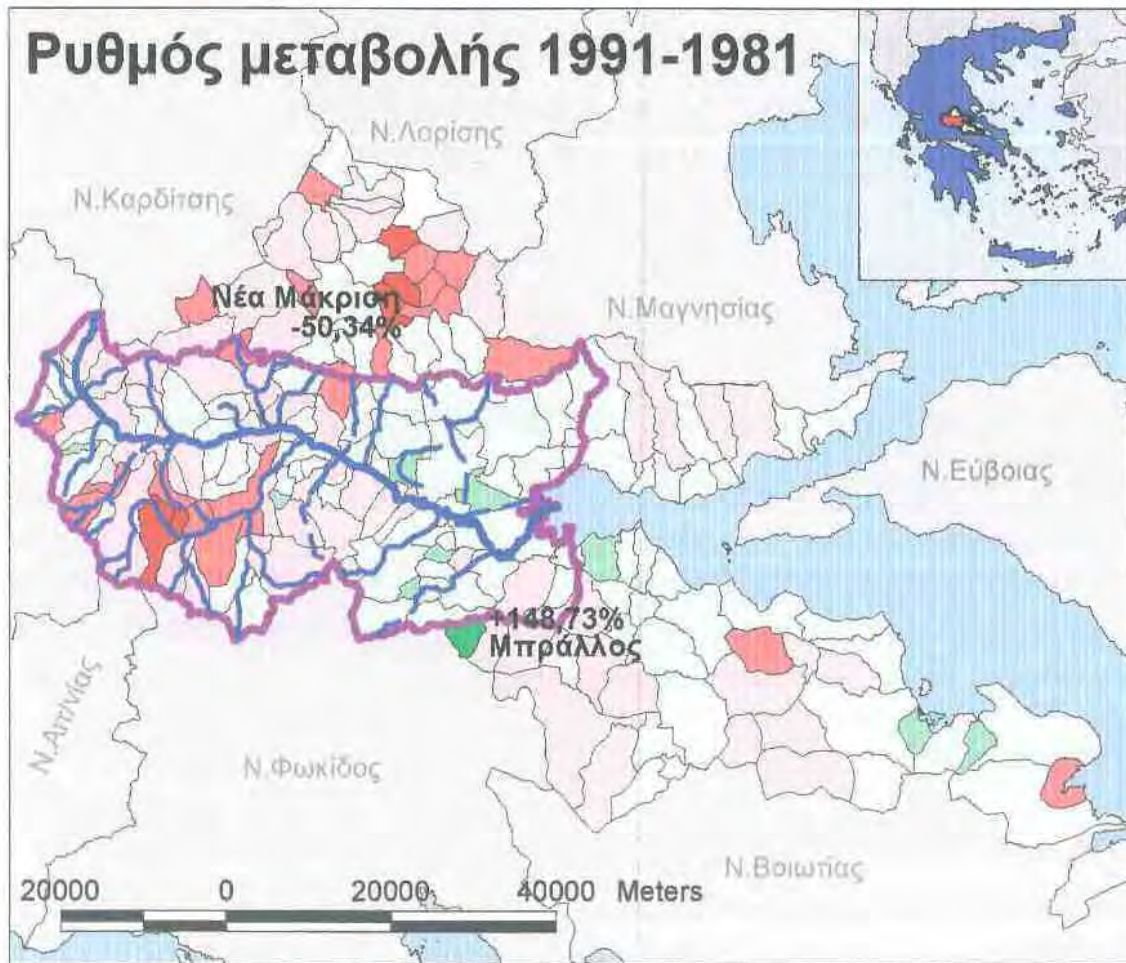 Ρυθμός μεταβολής 1991-1981
Ν.Λαρίσης
Ν.Καρδίτσης
Νέα Μάκριση
-50,34%
Ν.Μαγνησίας
Ν.Εύβοιας
+148,73%
Μπράλλος
Ν.Αιτ/νίας
Ν.Φωκίδος
Ν.Βοιωτίας
20000 0 20000 40000 Meters